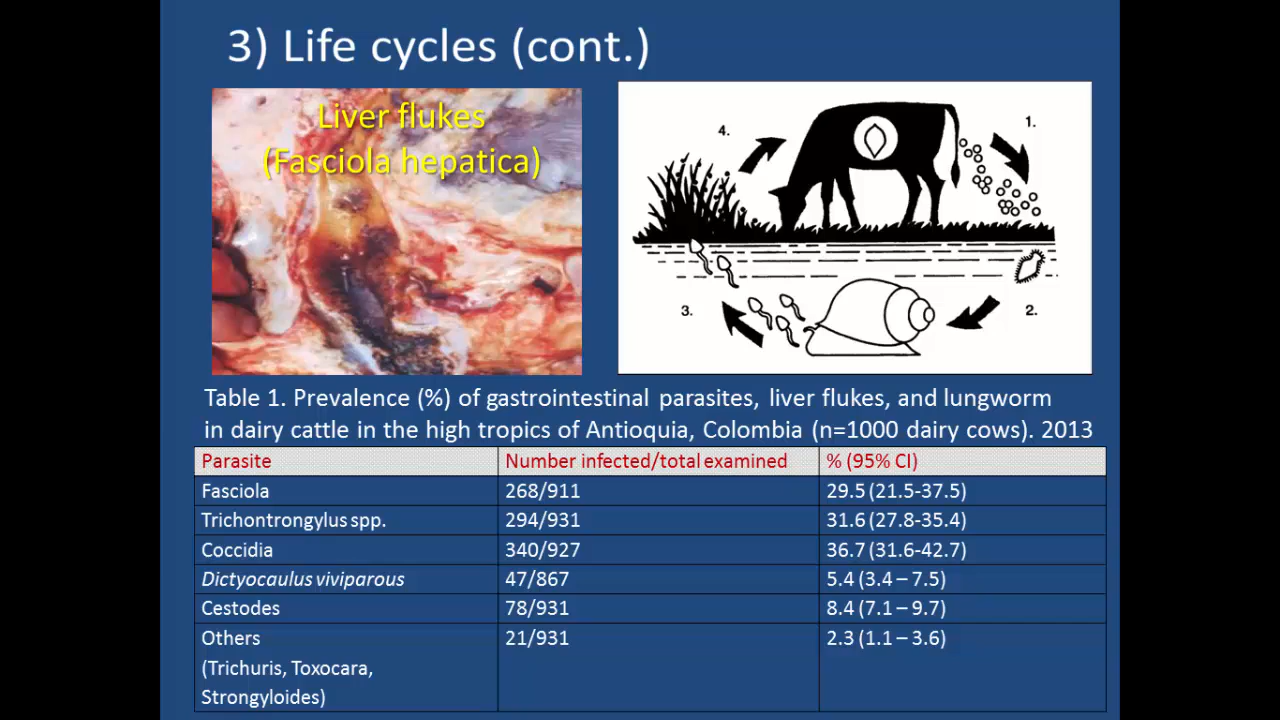 3) Life cycles (cont.)
Liver flukes
(Fasciola hepatica)
4.
1.
3.
2.
Table 1. Prevalence (%) of gastrointestinal parasites, liver flukes, and lungworm
in dairy cattle in the high tropics of Antioquia, Colombia (n=1000 dairy cows). 2013
Parasite Number infected/total examined % (95% CI)
Fasciola 268/911 29.5 (21.5-37.5)
Trichontrongylus spp. 294/931 31.6 (27.8-35.4)
Coccidia 340/927 36.7 (31.6-42.7)
Dictyocaulus viviparous 47/867 5.4 (3.4 – 7.5)
Cestodes 78/931 8.4 (7.1 – 9.7)
Others 21/931 2.3 (1.1 – 3.6)
(Trichuris, Toxocara,
Strongyloides)